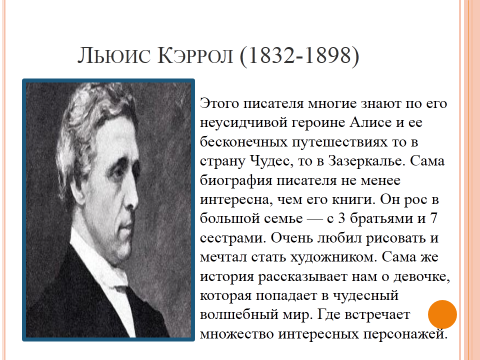 Льюис Кэррол (1832-1898)
Этого писателя многие знают по его
неусидчивой героине Алисе и ее
бесконечных путешествиях то в
страну Чудес, то в Зазеркалье. Сама
биография писателя не менее
интересна, чем его книги. Он рос в
большой семье — с 3 братьями и 7
сестрами. Очень любил рисовать и
мечтал стать художником. Сама же
история рассказывает нам о девочке,
которая попадает в чудесный
волшебный мир. Где встречает
множество интересных персонажей.